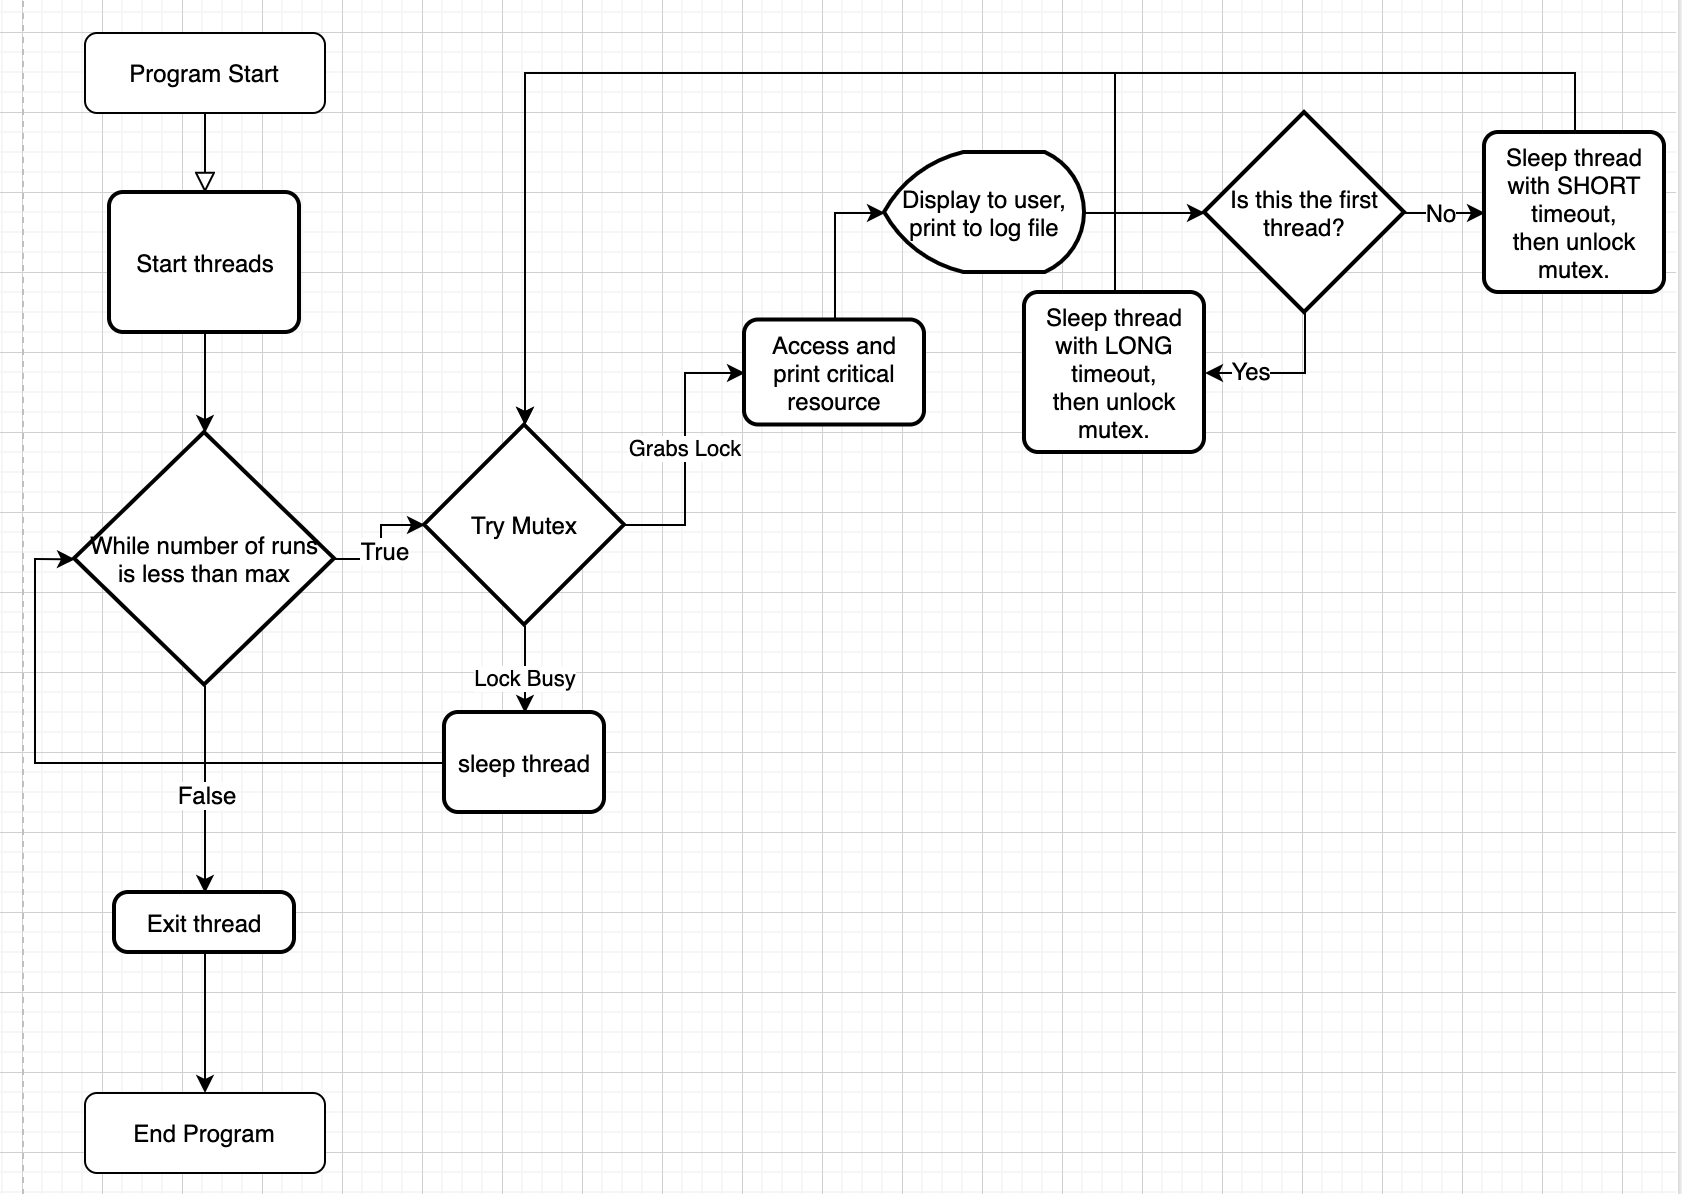 Program Start
Start threads
While number of runs
is less than max
True
False
Exit thread
End Program
Try Mutex
Lock Busy
sleep thread
Grabs Lock
Access and
print critical
resource
Display to user,
print to log file
Is this the first
thread?
Yes
Sleep thread
with LONG
timeout,
then unlock
mutex.
No
Sleep thread
with SHORT
timeout,
then unlock
mutex.